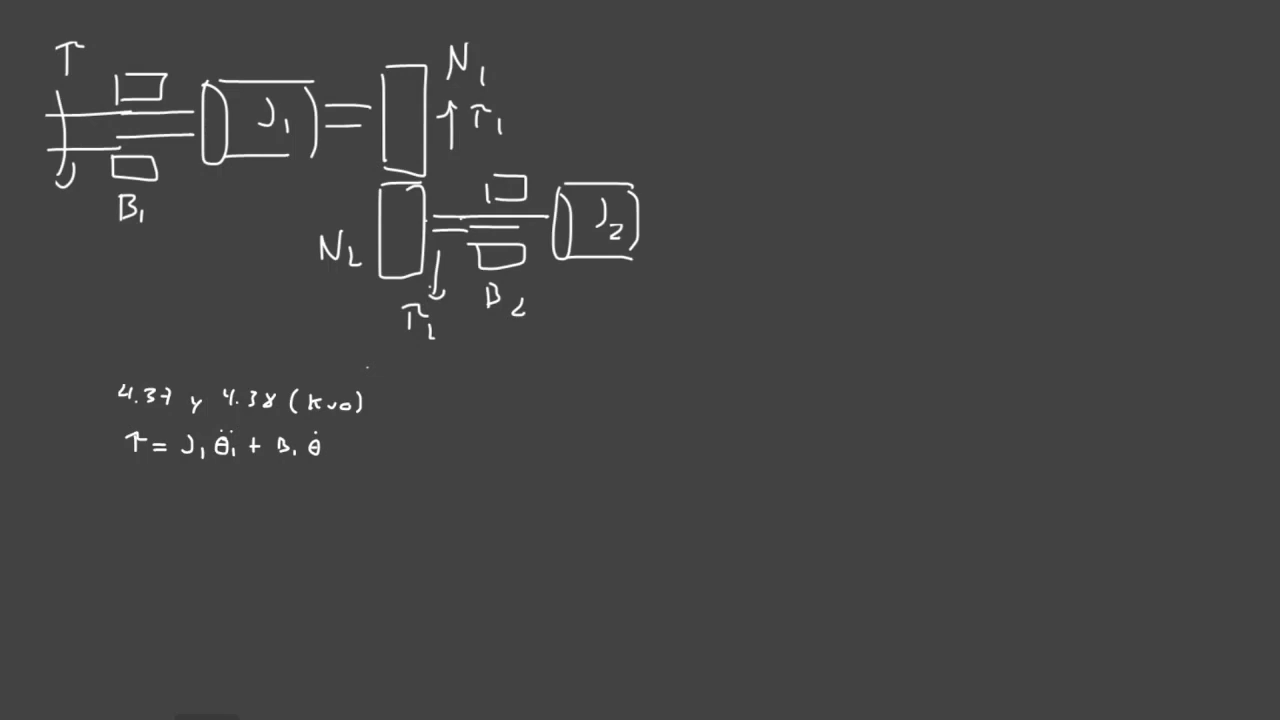 T
N₁
J₁
T₁
B₁
J₂
N₂
B₂
T₂
4.37 y 4.38 (Kuo)
T = J₁ θ̈₁ + B₁ θ̇